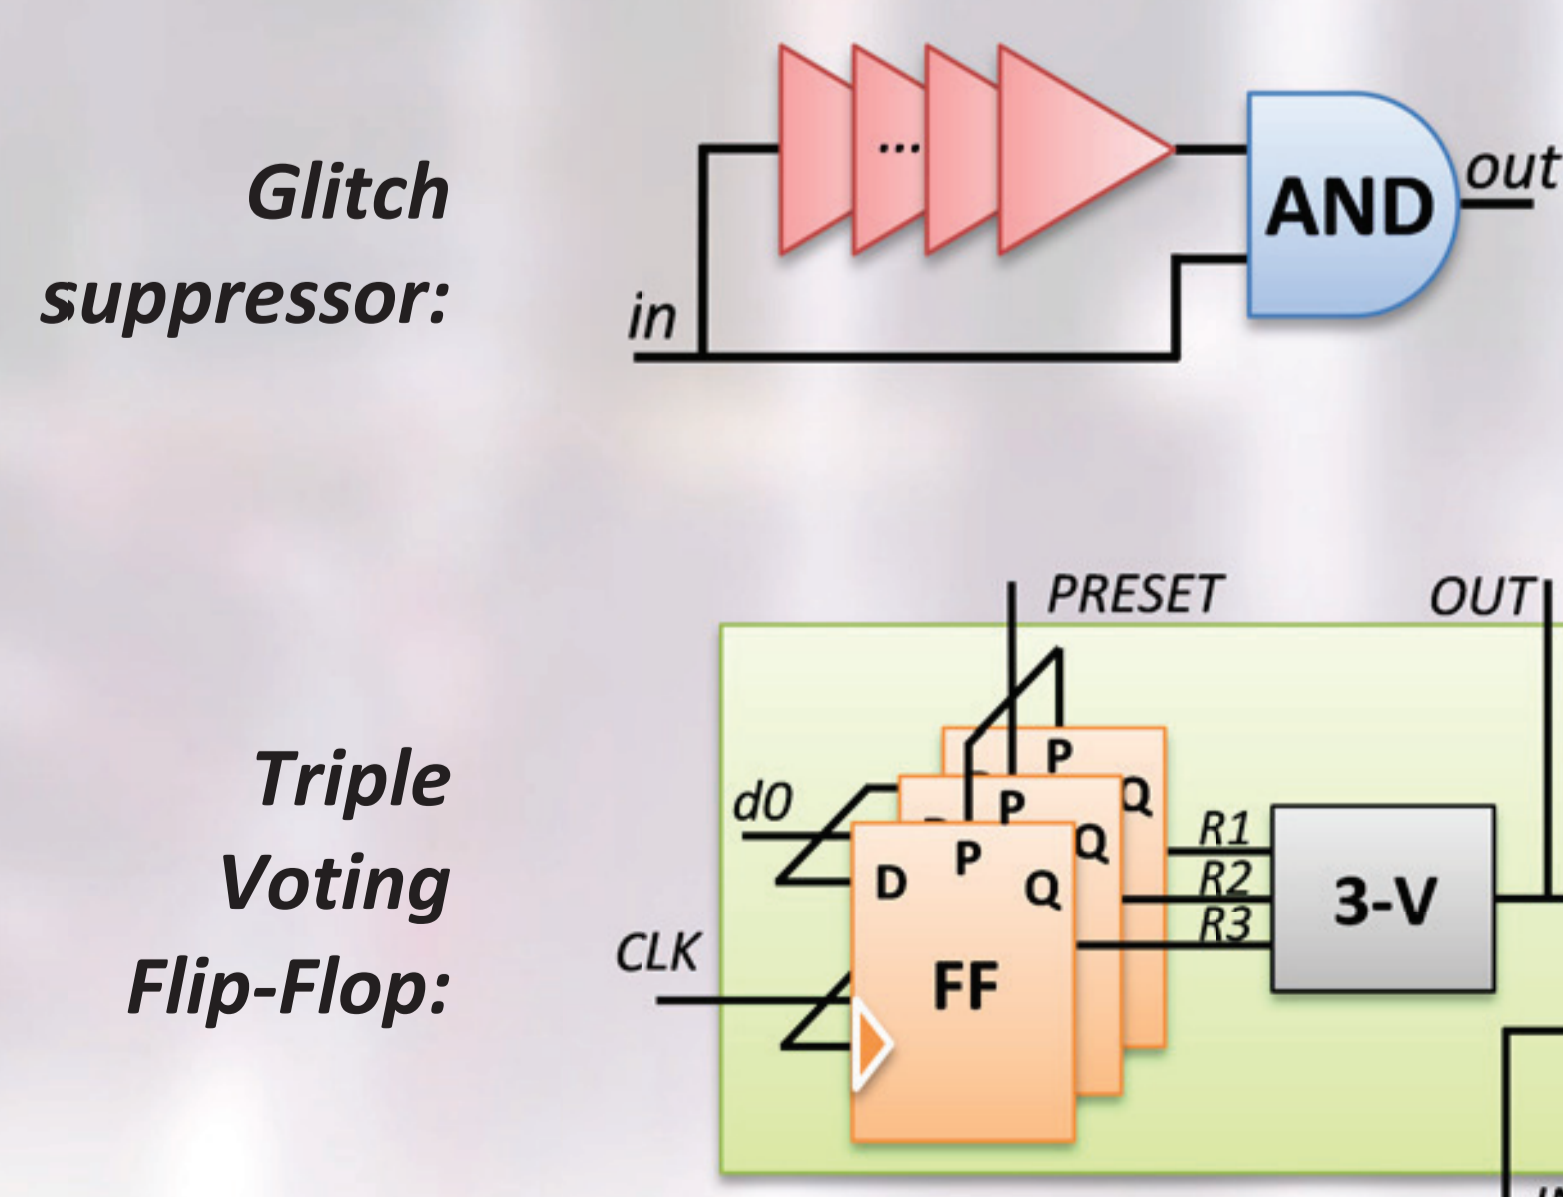 Glitch
suppressor:
...
AND
out
in
PRESET
OUT
Triple
Voting
Flip-Flop:
d0
P
P
P
Q
Q
Q
D
R1
R2
R3
3-V
CLK
FF